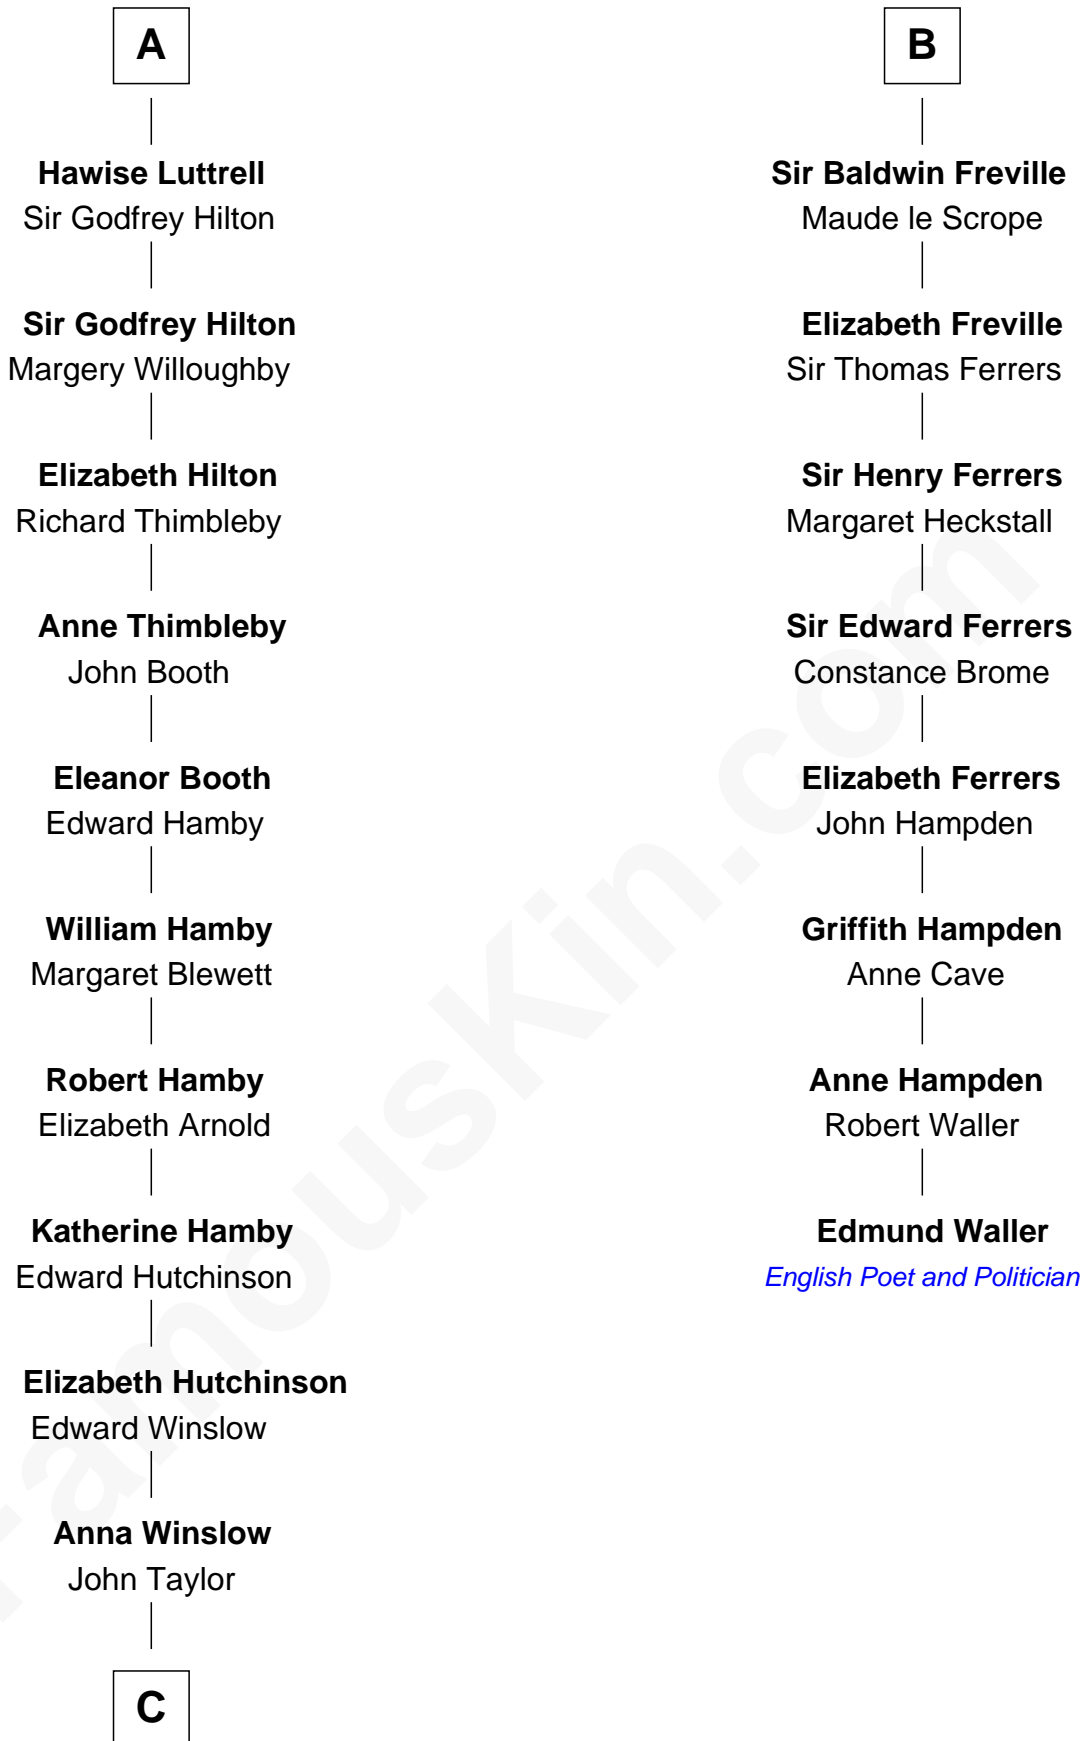 A
Hawise Luttrell
Sir Godfrey Hilton
Sir Godfrey Hilton
Margery Willoughby
Elizabeth Hilton
Richard Thimbleby
Anne Thimbleby
John Booth
Eleanor Booth
Edward Hamby
William Hamby
Margaret Blewett
Robert Hamby
Elizabeth Arnold
Katherine Hamby
Edward Hutchinson
Elizabeth Hutchinson
Edward Winslow
Anna Winslow
John Taylor
C
B
Sir Baldwin Freville
Maude le Scrope
Elizabeth Freville
Sir Thomas Ferrers
Sir Henry Ferrers
Margaret Heckstall
Sir Edward Ferrers
Constance Brome
Elizabeth Ferrers
John Hampden
Griffith Hampden
Anne Cave
Anne Hampden
Robert Waller
Edmund Waller
English Poet and Politician
FamousKin.com